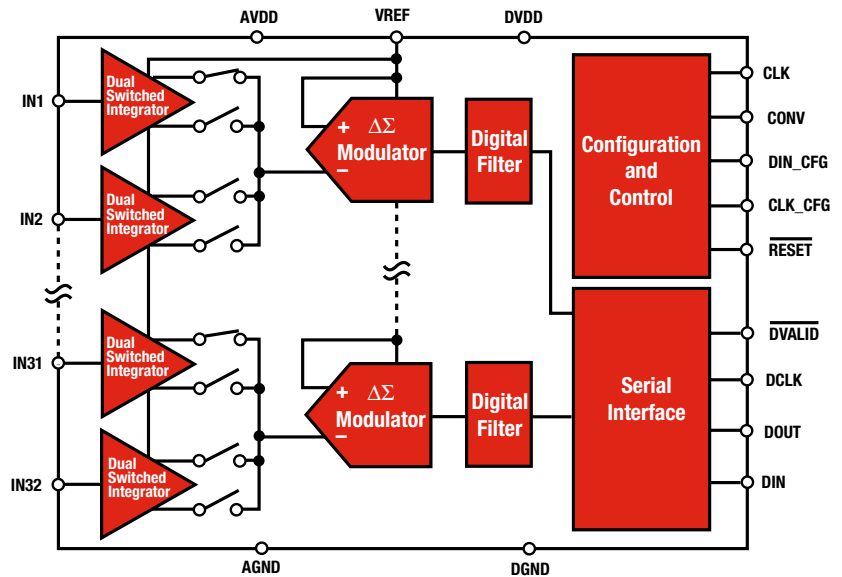 AVDD
VREF
DVDD
IN1
Dual
Switched
Integrator
IN2
Dual
Switched
Integrator
IN31
Dual
Switched
Integrator
IN32
Dual
Switched
Integrator
+ ΔΣ
Modulator
−
Digital
Filter
+ ΔΣ
Modulator
−
Digital
Filter
Configuration
and
Control
CLK
CONV
DIN_CFG
CLK_CFG
RESET
Serial
Interface
DVALID
DCLK
DOUT
DIN
AGND
DGND